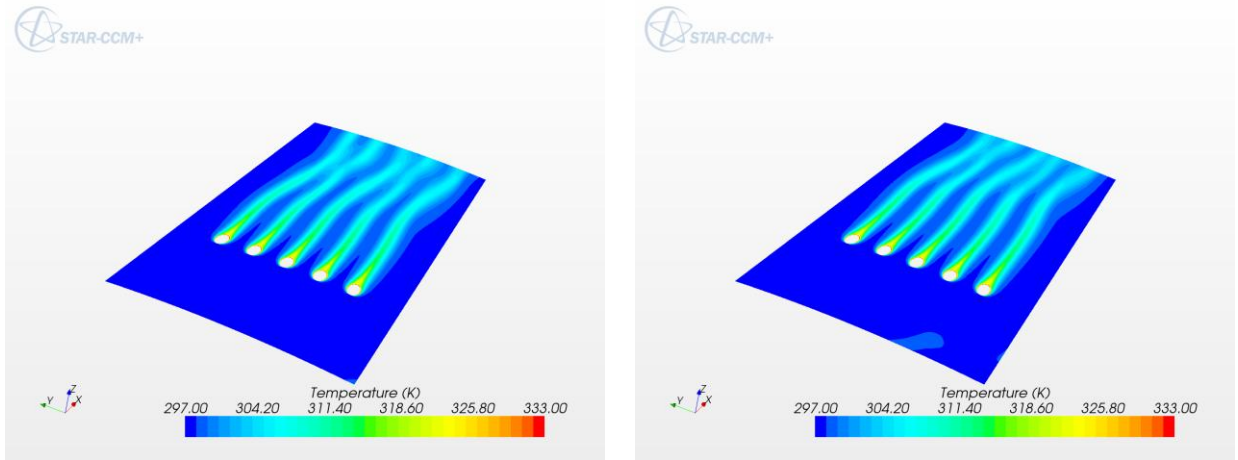 STAR-CCM+
Z
Y
X
Temperature (K)
297.00 304.20 311.40 318.60 325.80 333.00
STAR-CCM+
Z
Y
X
Temperature (K)
297.00 304.20 311.40 318.60 325.80 333.00